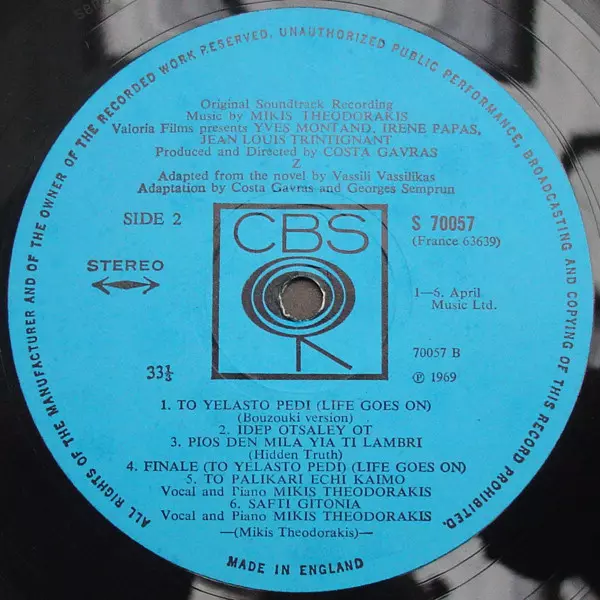 ALL RIGHTS OF THE MANUFACTURER AND OF THE OWNER OF THE RECORDED WORK RESERVED. UNAUTHORIZED PUBLIC PERFORMANCE, BROADCASTING AND COPYING OF THIS RECORD PROHIBITED.
Original Soundtrack Recording
Music by MIKIS THEODORAKIS
Valoria Films presents YVES MONTAND, IRENE PAPAS,
JEAN LOUIS TRINTIGNANT
Produced and Directed by COSTA GAVRAS
Z
Adapted from the novel by Vassili Vassilikas
Adaptation by Costa Gavras and Georges Semprun
SIDE 2
CBS
S 70057
(France 63639)
STEREO
1—6. April
Music Ltd.
70057 B
33⅓
℗ 1969
1. TO YELASTO PEDI (LIFE GOES ON)
(Bouzouki version)
2. IDEP OTSALEY OT
3. PIOS DEN MILA YIA TI LAMBRI
(Hidden Truth)
4. FINALE (TO YELASTO PEDI) (LIFE GOES ON)
5. TO PALIKARI ECHI KAIMO
Vocal and Piano MIKIS THEODORAKIS
6. SAFTI GITONIA
Vocal and Piano MIKIS THEODORAKIS
—(Mikis Theodorakis)—
MADE IN ENGLAND